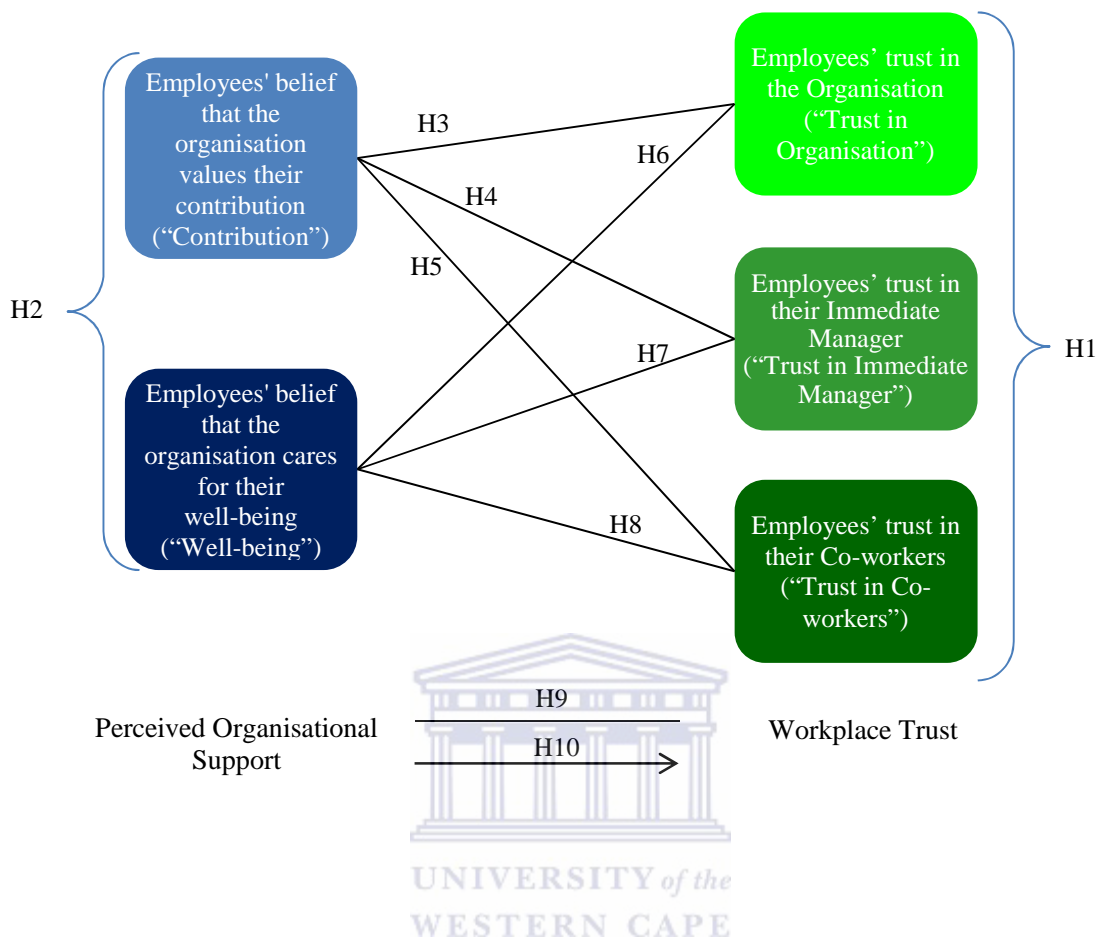 Employees' belief
that the
organisation
values their
contribution
(“Contribution”)
H2
Employees' belief
that the
organisation cares
for their
well-being
(“Well-being”)
H3
H6
H4
H5
H7
H8
Employees’ trust in
the Organisation
(“Trust in
Organisation”)
Employees’ trust in
their Immediate
Manager
(“Trust in Immediate
Manager”)
H1
Employees’ trust in
their Co-workers
(“Trust in Co-
workers”)
Perceived Organisational
Support
H9
H10
Workplace Trust
UNIVERSITY of the
WESTERN CAPE